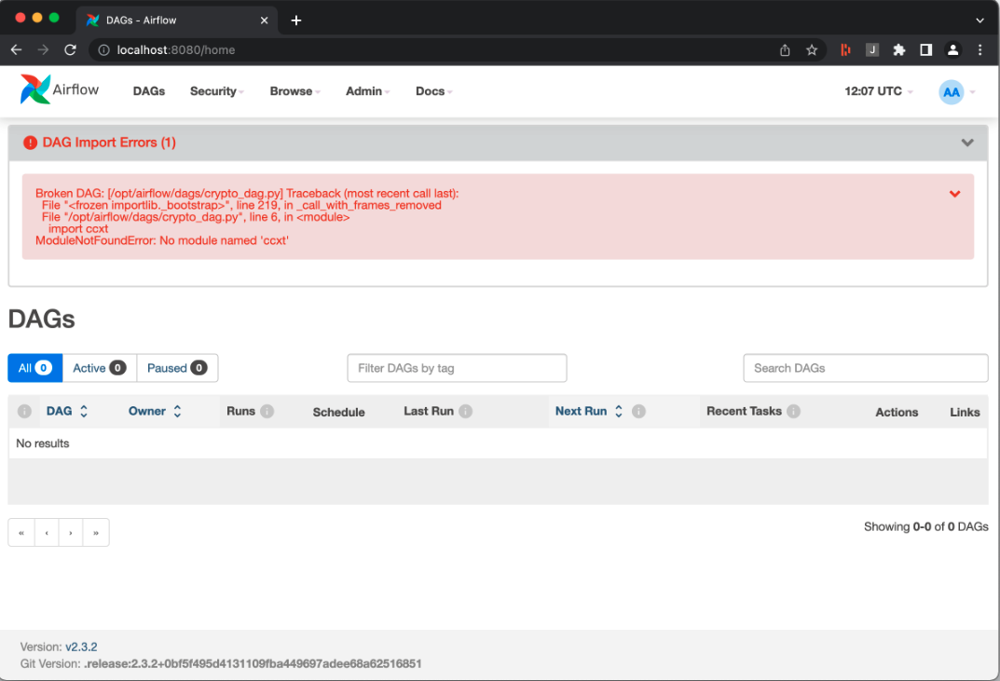 DAGs - Airflow
localhost:8080/home
J
Airflow DAGs Security Browse Admin Docs 12:07 UTC AA
DAG Import Errors (1)
Broken DAG: [/opt/airflow/dags/crypto_dag.py] Traceback (most recent call last):
File "<frozen importlib._bootstrap>", line 219, in _call_with_frames_removed
File "/opt/airflow/dags/crypto_dag.py", line 6, in <module>
import ccxt
ModuleNotFoundError: No module named 'ccxt'
DAGs
All 0 Active 0 Paused 0 Filter DAGs by tag Search DAGs
DAG Owner Runs Schedule Last Run Next Run Recent Tasks Actions Links
No results
« ‹ › »
Showing 0-0 of 0 DAGs
Version: v2.3.2
Git Version: .release:2.3.2+0bf5f495d4131109fba449697adee68a62516851